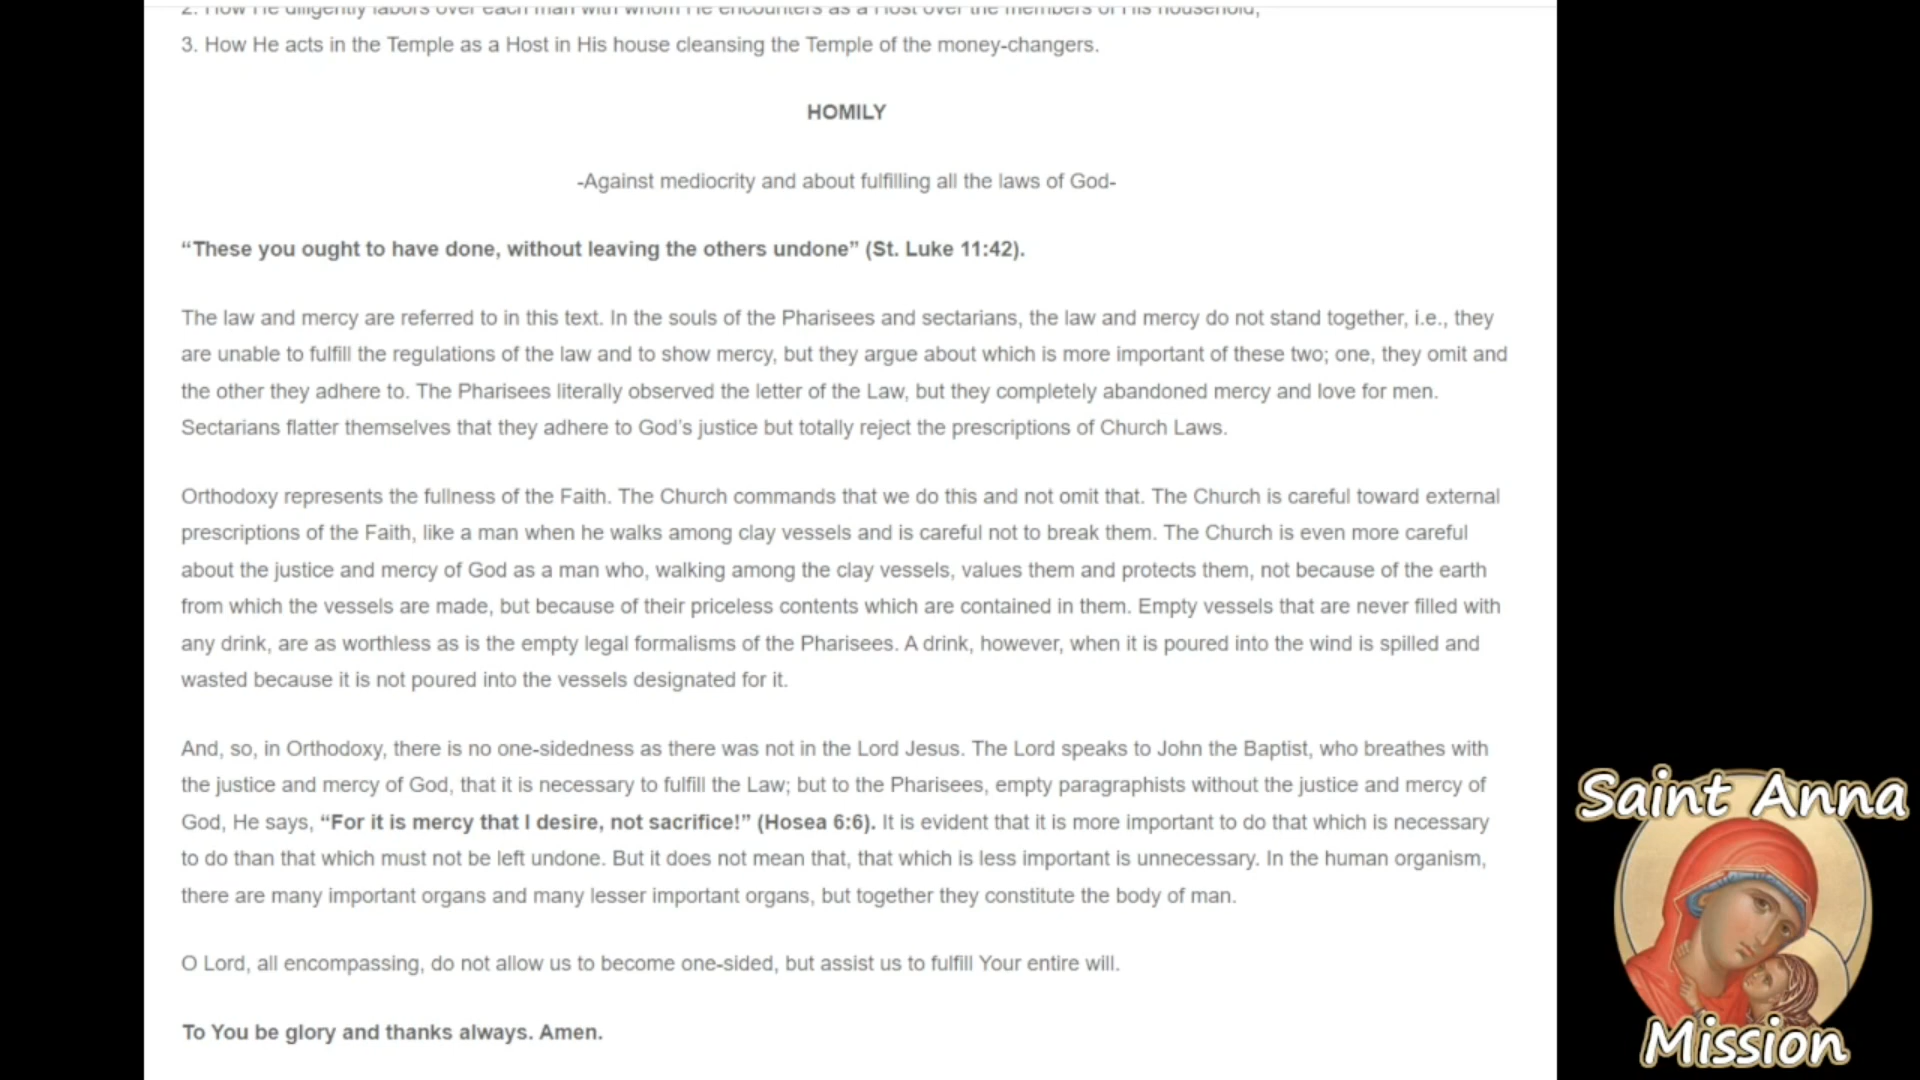 2. How He diligently labors over each man with whom He encounters as a Host over the members of His household;
3. How He acts in the Temple as a Host in His house cleansing the Temple of the money-changers.
HOMILY
-Against mediocrity and about fulfilling all the laws of God-
“These you ought to have done, without leaving the others undone” (St. Luke 11:42).
The law and mercy are referred to in this text. In the souls of the Pharisees and sectarians, the law and mercy do not stand together, i.e., they
are unable to fulfill the regulations of the law and to show mercy, but they argue about which is more important of these two; one, they omit and
the other they adhere to. The Pharisees literally observed the letter of the Law, but they completely abandoned mercy and love for men.
Sectarians flatter themselves that they adhere to God’s justice but totally reject the prescriptions of Church Laws.
Orthodoxy represents the fullness of the Faith. The Church commands that we do this and not omit that. The Church is careful toward external
prescriptions of the Faith, like a man when he walks among clay vessels and is careful not to break them. The Church is even more careful
about the justice and mercy of God as a man who, walking among the clay vessels, values them and protects them, not because of the earth
from which the vessels are made, but because of their priceless contents which are contained in them. Empty vessels that are never filled with
any drink, are as worthless as is the empty legal formalisms of the Pharisees. A drink, however, when it is poured into the wind is spilled and
wasted because it is not poured into the vessels designated for it.
And, so, in Orthodoxy, there is no one-sidedness as there was not in the Lord Jesus. The Lord speaks to John the Baptist, who breathes with
the justice and mercy of God, that it is necessary to fulfill the Law; but to the Pharisees, empty paragraphists without the justice and mercy of
God, He says, “For it is mercy that I desire, not sacrifice!” (Hosea 6:6). It is evident that it is more important to do that which is necessary
to do than that which must not be left undone. But it does not mean that, that which is less important is unnecessary. In the human organism,
there are many important organs and many lesser important organs, but together they constitute the body of man.
O Lord, all encompassing, do not allow us to become one-sided, but assist us to fulfill Your entire will.
To You be glory and thanks always. Amen.
Saint Anna
Mission